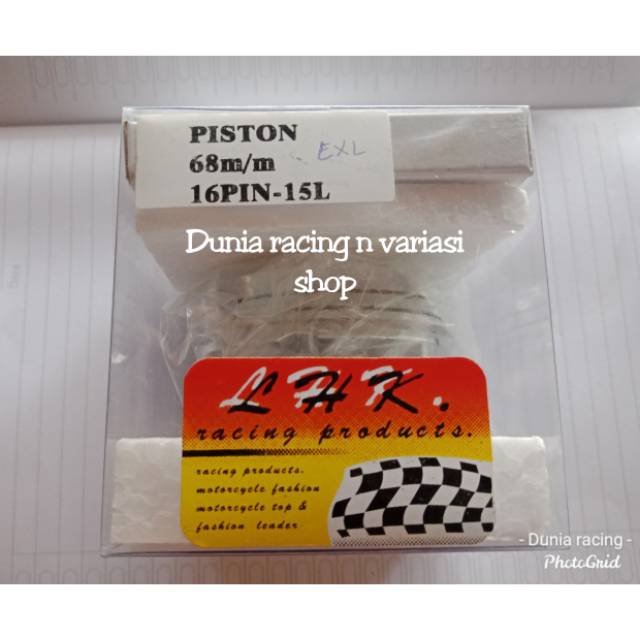 PISTON
68m/m
16PIN-15L
EXL
Dunia racing n variasi
shop
LHK.
racing products.
racing products.
motorcycle fashion
motorcycle top &
fashion leader
- Dunia racing -
PhotoGrid